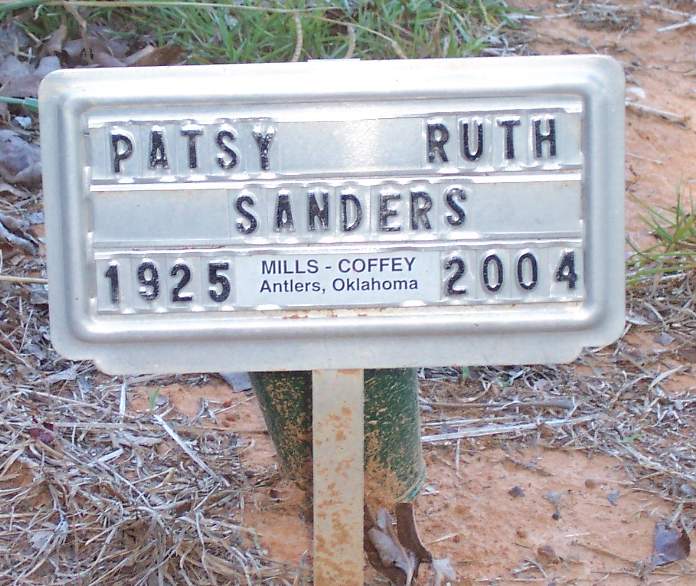 PATSY RUTH
SANDERS
1925 MILLS - COFFEY 2004
Antlers, Oklahoma